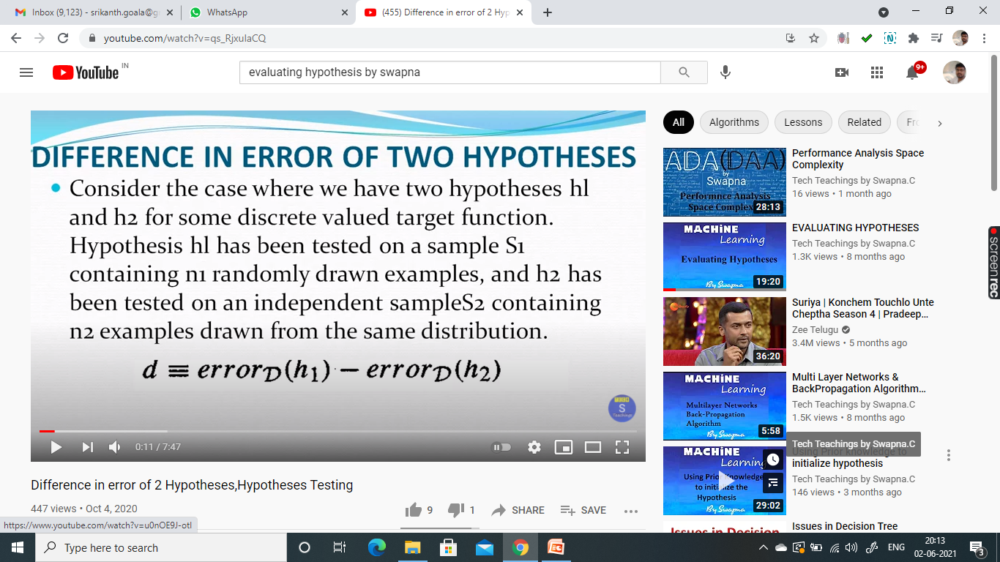 Inbox (9,123) - srikanth.goala@g
WhatsApp
(455) Difference in error of 2 Hyp
youtube.com/watch?v=qs_RjxulaCQ
YouTube IN
evaluating hypothesis by swapna
9+
DIFFERENCE IN ERROR OF TWO HYPOTHESES
• Consider the case where we have two hypotheses hl
and h2 for some discrete valued target function.
Hypothesis hl has been tested on a sample S1
containing n1 randomly drawn examples, and h2 has
been tested on an independent sampleS2 containing
n2 examples drawn from the same distribution.
d ≡ errorD(h1) – errorD(h2)
S
Teachings
0:11 / 7:47
Difference in error of 2 Hypotheses,Hypotheses Testing
447 views • Oct 4, 2020
9
1
SHARE
SAVE
https://www.youtube.com/watch?v=u0nOE9J-otI
All
Algorithms
Lessons
Related
Fro
ADA(DAA)
by
Swapna
Performnce Analysis
Space Complex
28:13
Performance Analysis Space
Complexity
Tech Teachings by Swapna.C
16 views • 1 month ago
MACHiNE
Learning
Evaluating Hypotheses
By Swapna
19:20
EVALUATING HYPOTHESES
Tech Teachings by Swapna.C
1.3K views • 8 months ago
36:20
Suriya | Konchem Touchlo Unte
Cheptha Season 4 | Pradeep...
Zee Telugu
3.4M views • 5 months ago
MACHiNE
Learning
Multilayer Networks
Back-Propagation
Algorithm
By Swapna
5:58
Multi Layer Networks &
BackPropagation Algorithm...
Tech Teachings by Swapna.C
1.5K views • 8 months ago
Tech Teachings by Swapna.C
MACHiNE
Learning
Using Prior Knowledge
to initialize the
Hypothesis
By Swapna
29:02
Using Prior knowledge to
initialize hypothesis
Tech Teachings by Swapna.C
146 views • 3 months ago
Issues in Decision
Issues in Decision Tree
screenrec
Type here to search
ENG
20:13
02-06-2021
3